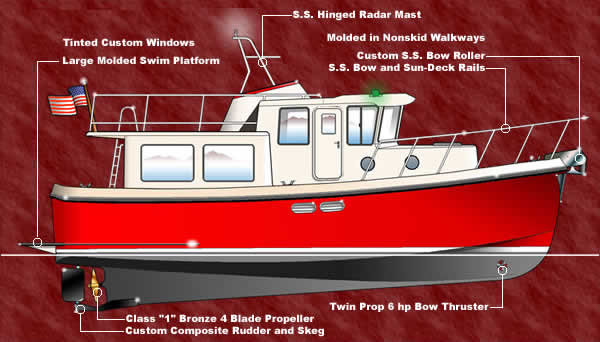 S.S. Hinged Radar Mast
Tinted Custom Windows
Molded in Nonskid Walkways
Large Molded Swim Platform
Custom S.S. Bow Roller
S.S. Bow and Sun-Deck Rails
Twin Prop 6 hp Bow Thruster
Class "1" Bronze 4 Blade Propeller
Custom Composite Rudder and Skeg